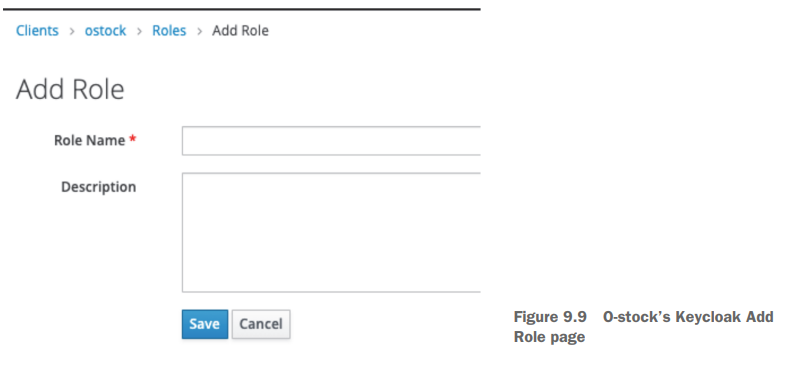 Clients > ostock > Roles > Add Role
Add Role
Role Name *
Description
Save Cancel
Figure 9.9 O-stock’s Keycloak Add
Role page